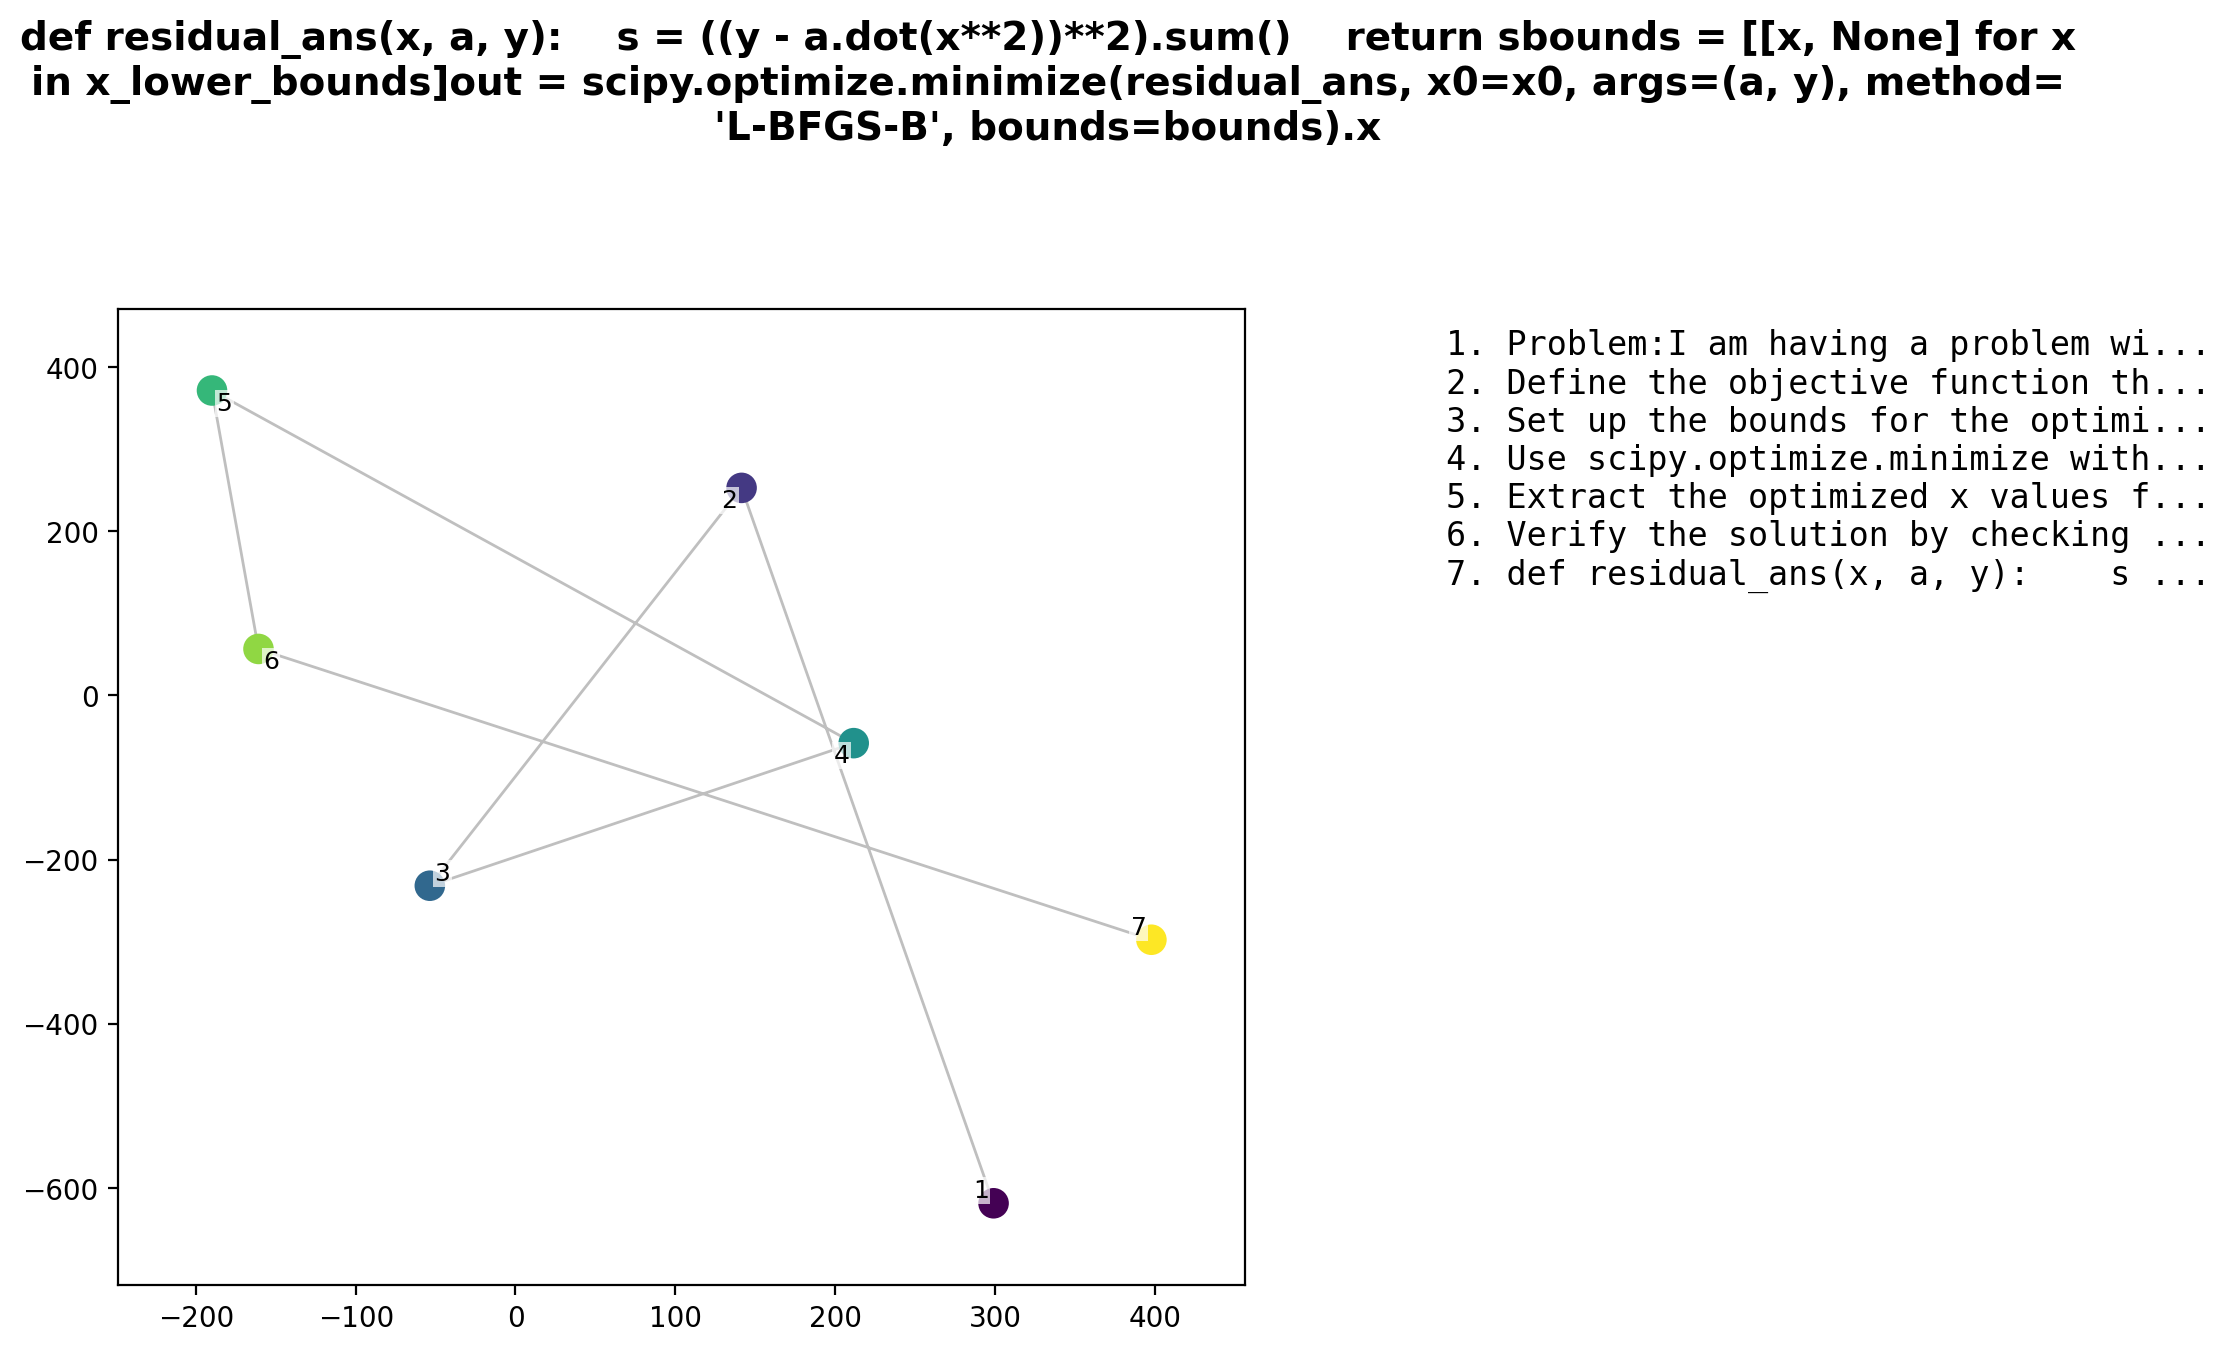 def residual_ans(x, a, y):    s = ((y - a.dot(x**2))**2).sum()    return sbounds = [[x, None] for x
in x_lower_bounds]out = scipy.optimize.minimize(residual_ans, x0=x0, args=(a, y), method=
'L-BFGS-B', bounds=bounds).x
1. Problem:I am having a problem wi...
2. Define the objective function th...
3. Set up the bounds for the optimi...
4. Use scipy.optimize.minimize with...
5. Extract the optimized x values f...
6. Verify the solution by checking ...
7. def residual_ans(x, a, y):    s ...
400
200
0
−200
−400
−600
5
2
6
4
3
7
1
−200 −100 0 100 200 300 400